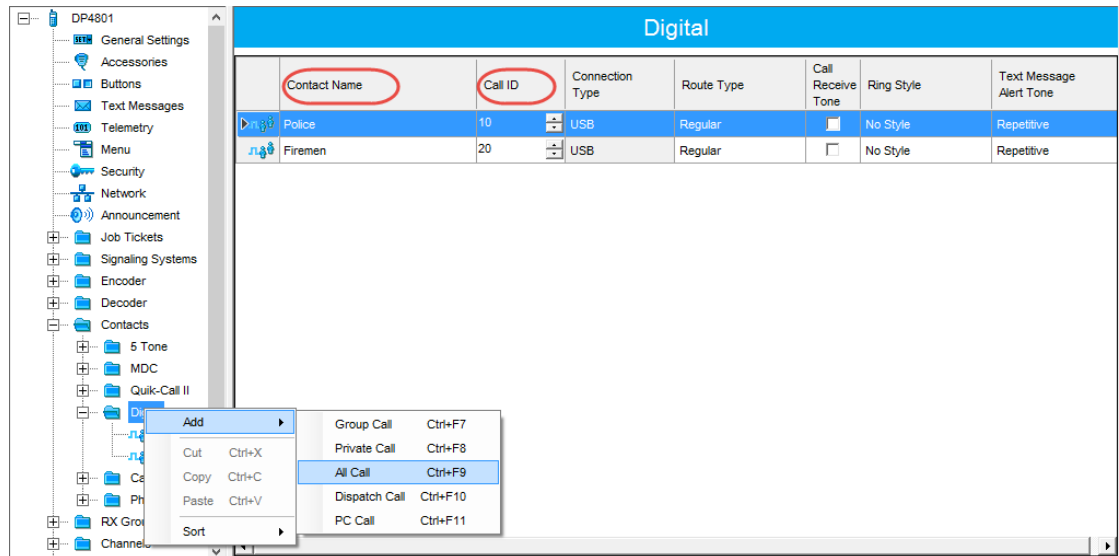 DP4801
General Settings
Accessories
Buttons
Text Messages
Telemetry
Menu
Security
Network
Announcement
Job Tickets
Signaling Systems
Encoder
Decoder
Contacts
5 Tone
MDC
Quik-Call II
Digital
Contact Name
Call ID
Connection
Type
Route Type
Call
Receive
Tone
Ring Style
Text Message
Alert Tone
Police 10 USB Regular No Style Repetitive
Firemen 20 USB Regular No Style Repetitive
Di
Ca
Ph
RX Grou
Channels
Add
Cut Ctrl+X
Copy Ctrl+C
Paste Ctrl+V
Sort
Group Call Ctrl+F7
Private Call Ctrl+F8
All Call Ctrl+F9
Dispatch Call Ctrl+F10
PC Call Ctrl+F11